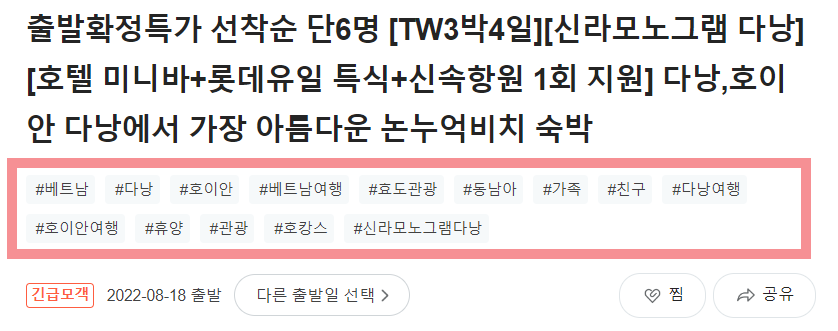 출발확정특가 선착순 단6명 [TW3박4일][신라모노그램 다낭]
[호텔 미니바+롯데유일 특식+신속항원 1회 지원] 다낭,호이
안 다낭에서 가장 아름다운 논누억비치 숙박
#베트남 #다낭 #호이안 #베트남여행 #효도관광 #동남아 #가족 #친구 #다낭여행
#호이안여행 #휴양 #관광 #호캉스 #신라모노그램다낭
긴급모객 2022-08-18 출발 다른 출발일 선택 > 찜 공유